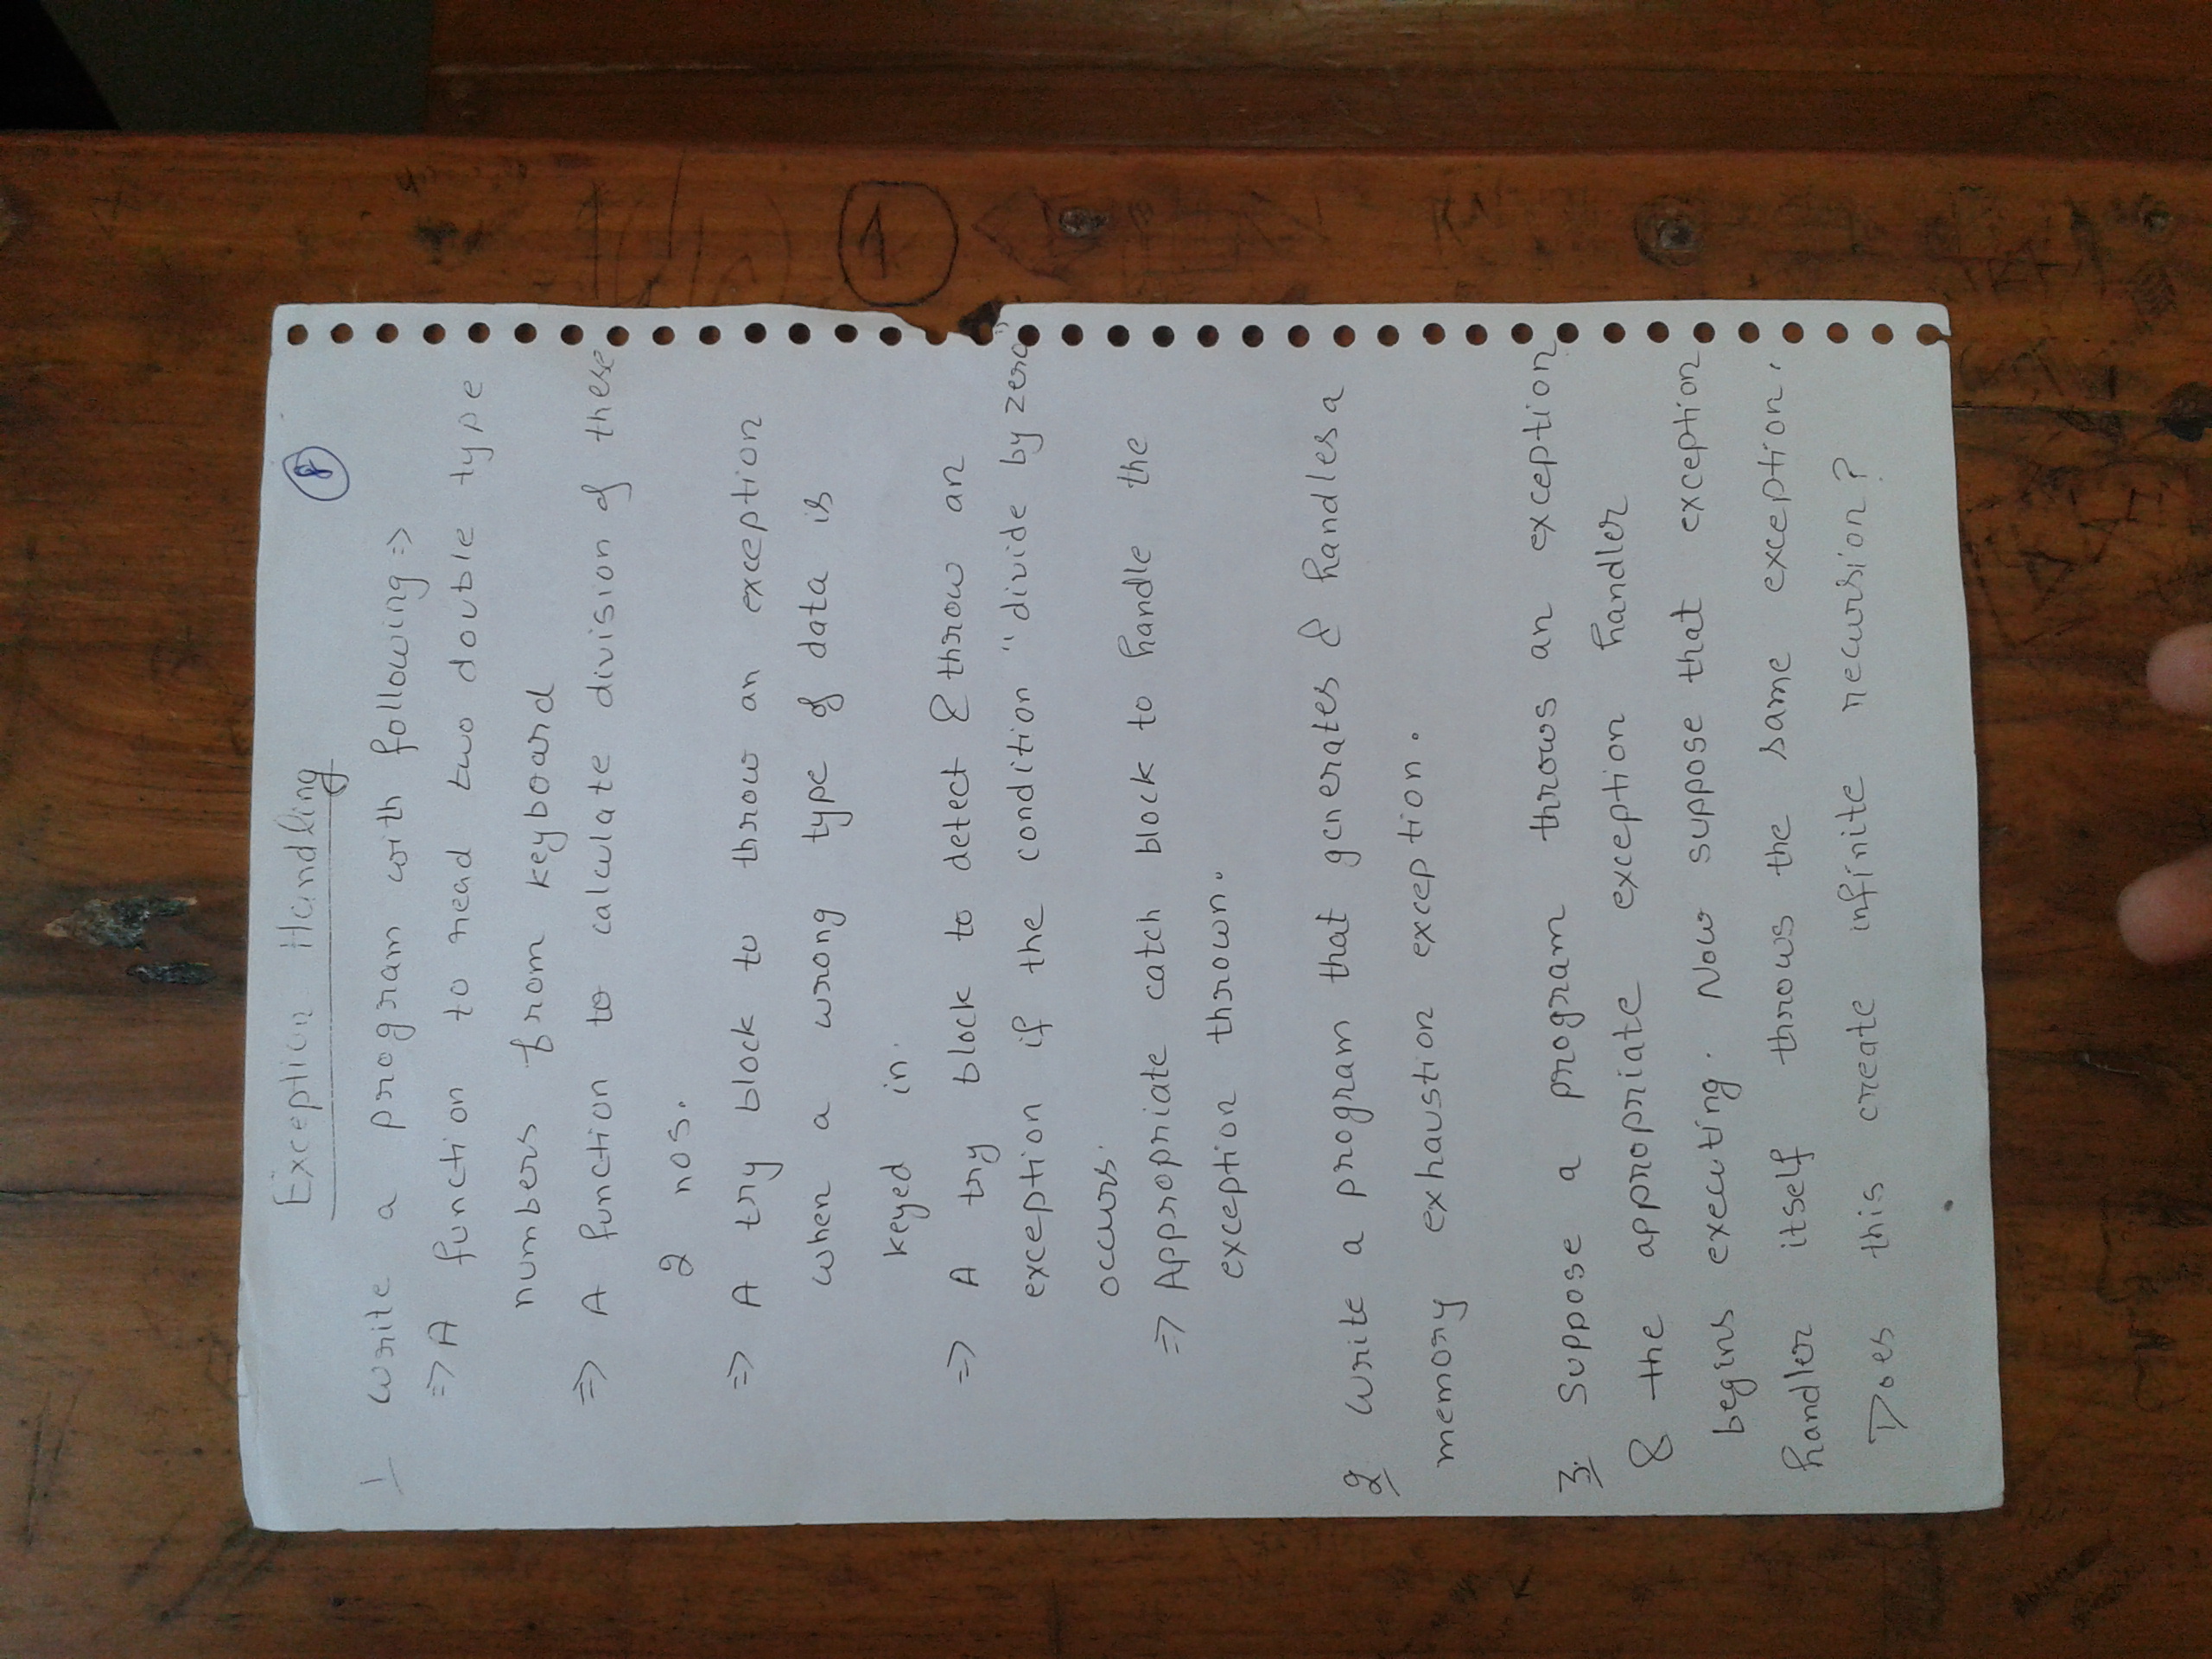 8
Exception Handling
1 Write a program with following ⇒
⇒ A function to read two double type
numbers from keyboard
⇒ A function to calculate division of these
2 nos.
⇒ A try block to throw an exception
when a wrong type of data is
keyed in.
⇒ A try block to detect & throw an
exception if the condition "divide by zero"
occurs.
⇒ Appropriate catch block to handle the
exception thrown.
2 Write a program that generates & handles a
memory exhaustion exception.
3. Suppose a program throws an exception
& the appropriate exception handler
begins executing. Now suppose that exception
handler itself throws the same exception.
Does this create infinite recursion?
1